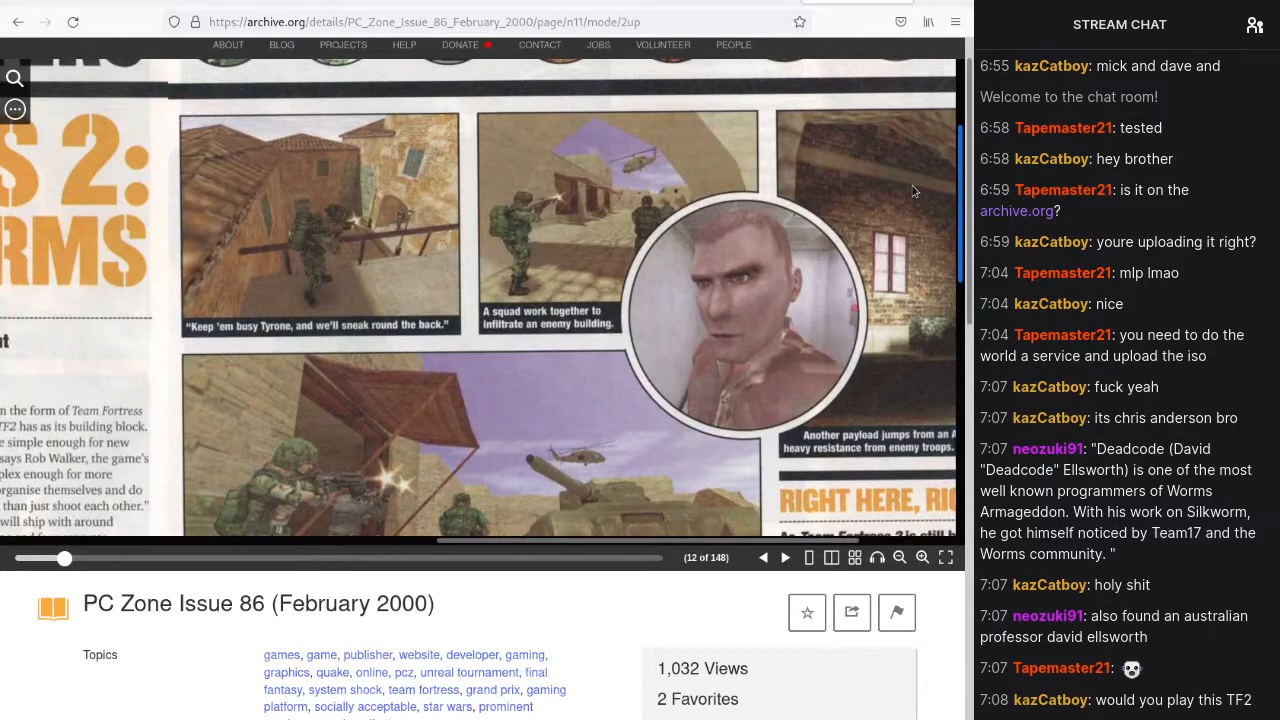 https://archive.org/details/PC_Zone_Issue_86_February_2000/page/n11/mode/2up
ABOUT BLOG PROJECTS HELP DONATE CONTACT JOBS VOLUNTEER PEOPLE
S 2:
RMS
"Keep 'em busy Tyrone, and we'll sneak round the back."
A squad work together to
infiltrate an enemy building.
n the form of Team Fortress
TF2 has as its building block.
e simple enough for new
says Rob Walker, the game's
plex enough for more
organise themselves and do
than just shoot each other."
will ship with around
Another payload jumps from an A
heavy resistance from enemy troops.
RIGHT HERE, RI
As Team Fortress 2 is still b
(12 of 148)
PC Zone Issue 86 (February 2000)
Topics
games, game, publisher, website, developer, gaming,
graphics, quake, online, pcz, unreal tournament, final
fantasy, system shock, team fortress, grand prix, gaming
platform, socially acceptable, star wars, prominent
1,032 Views
2 Favorites
STREAM CHAT
6:55 kazCatboy: mick and dave and
Welcome to the chat room!
6:58 Tapemaster21: tested
6:58 kazCatboy: hey brother
6:59 Tapemaster21: is it on the
archive.org?
6:59 kazCatboy: youre uploading it right?
7:04 Tapemaster21: mlp lmao
7:04 kazCatboy: nice
7:04 Tapemaster21: you need to do the
world a service and upload the iso
7:07 kazCatboy: fuck yeah
7:07 kazCatboy: its chris anderson bro
7:07 neozuki91: "Deadcode (David
"Deadcode" Ellsworth) is one of the most
well known programmers of Worms
Armageddon. With his work on Silkworm,
he got himself noticed by Team17 and the
Worms community. "
7:07 kazCatboy: holy shit
7:07 neozuki91: also found an australian
professor david ellsworth
7:07 Tapemaster21:
7:08 kazCatboy: would you play this TF2